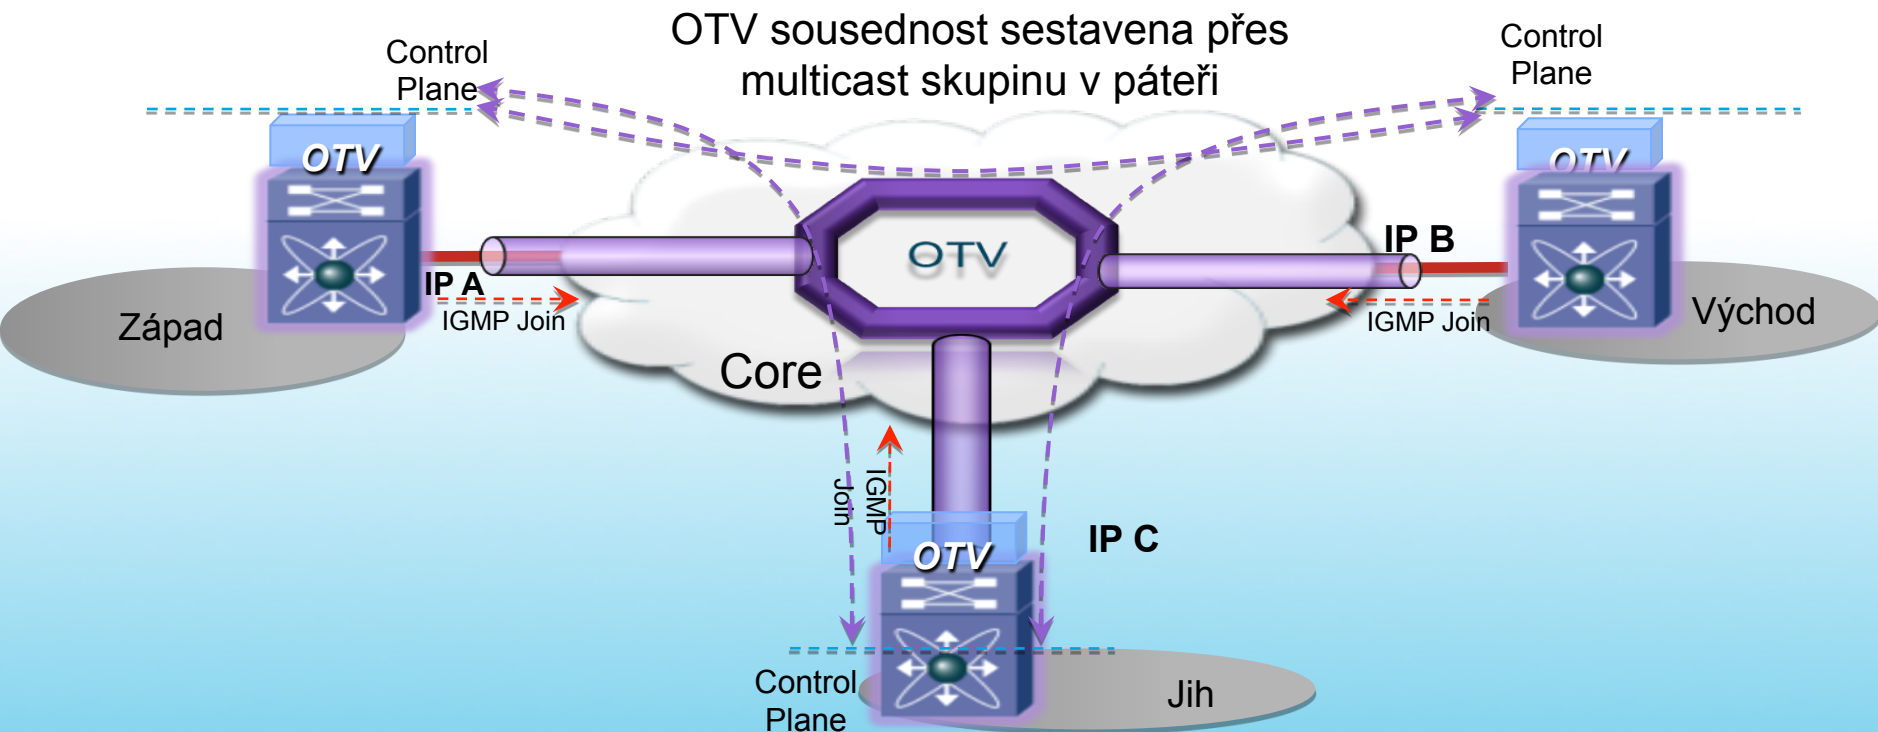 OTV sousednost sestavena přes
multicast skupinu v páteři
Control
Plane
Control
Plane
OTV
OTV
OTV
IP A
IP B
IGMP Join
IGMP Join
Západ
Východ
Core
IGMP
Join
OTV
IP C
Control
Plane
Jih